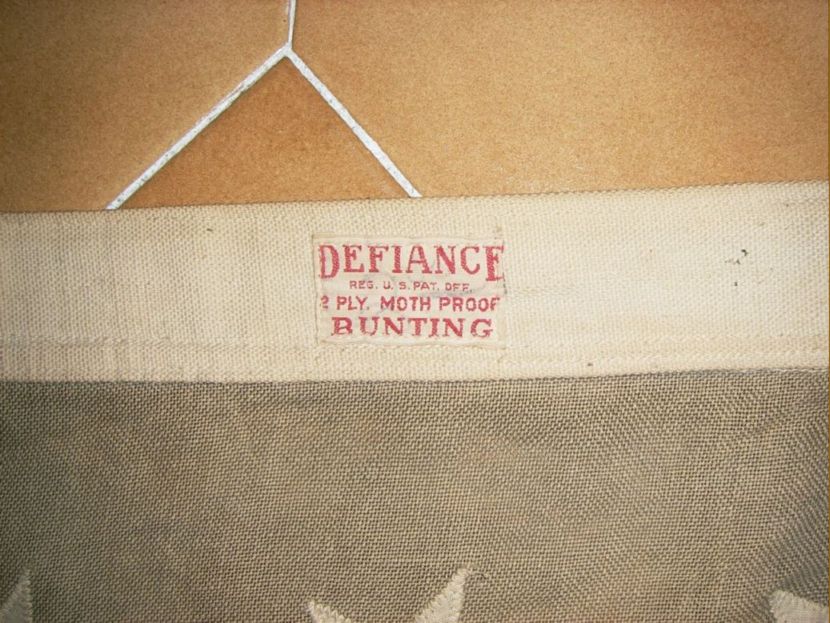 DEFIANCE
REG. U. S. PAT. OFF.
2 PLY. MOTH PROOF
BUNTING